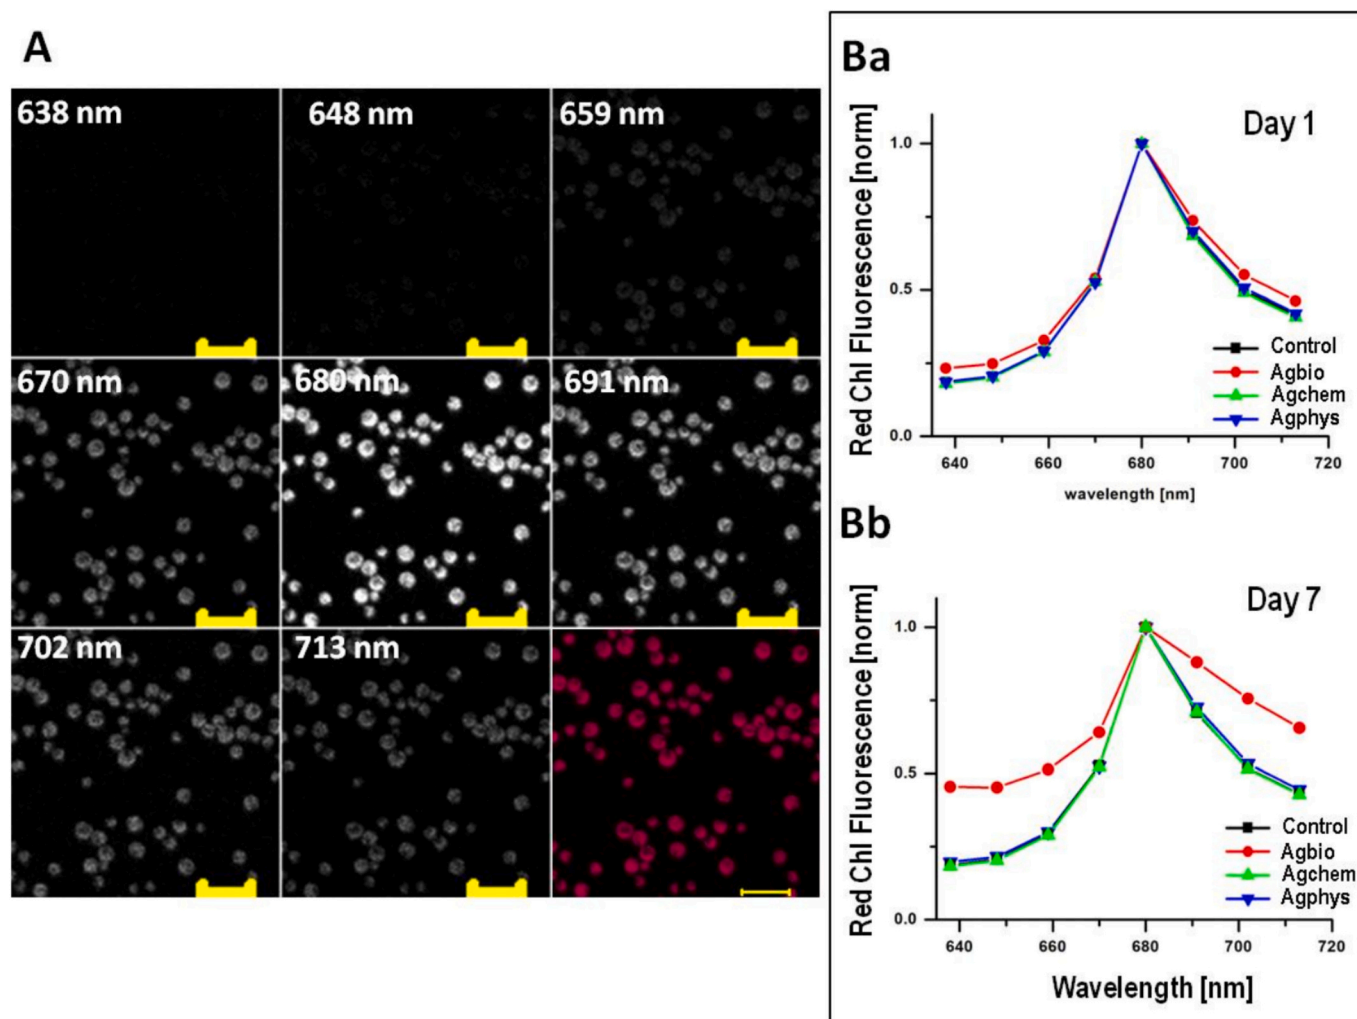 A
638 nm
648 nm
659 nm
670 nm
680 nm
691 nm
702 nm
713 nm
Ba
Day 1
Red Chl Fluorescence [norm]
1.0
0.5
0.0
Control
Agbio
Agchem
Agphys
640 660 680 700 720
wavelength [nm]
Bb
Day 7
Red Chl Fluorescence [norm]
1.0
0.5
0.0
Control
Agbio
Agchem
Agphys
640 660 680 700 720
Wavelength [nm]